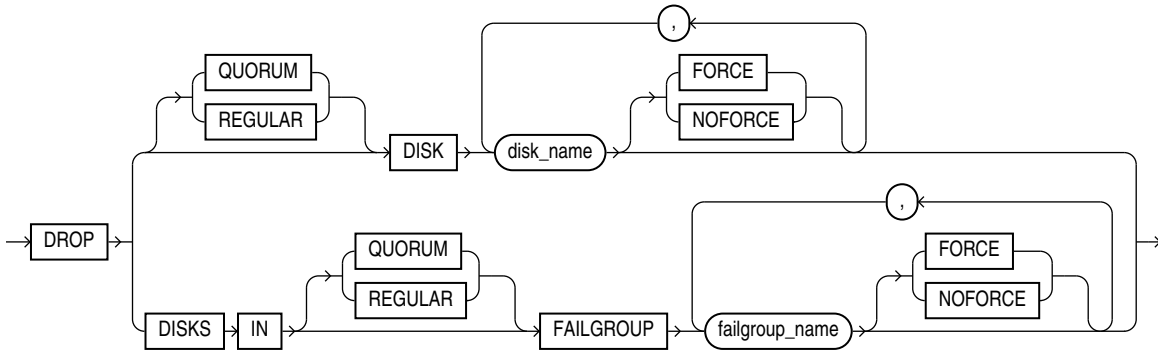 ,
QUORUM FORCE
REGULAR NOFORCE
DISK disk_name
,
DROP QUORUM FORCE
REGULAR NOFORCE
DISKS IN FAILGROUP failgroup_name